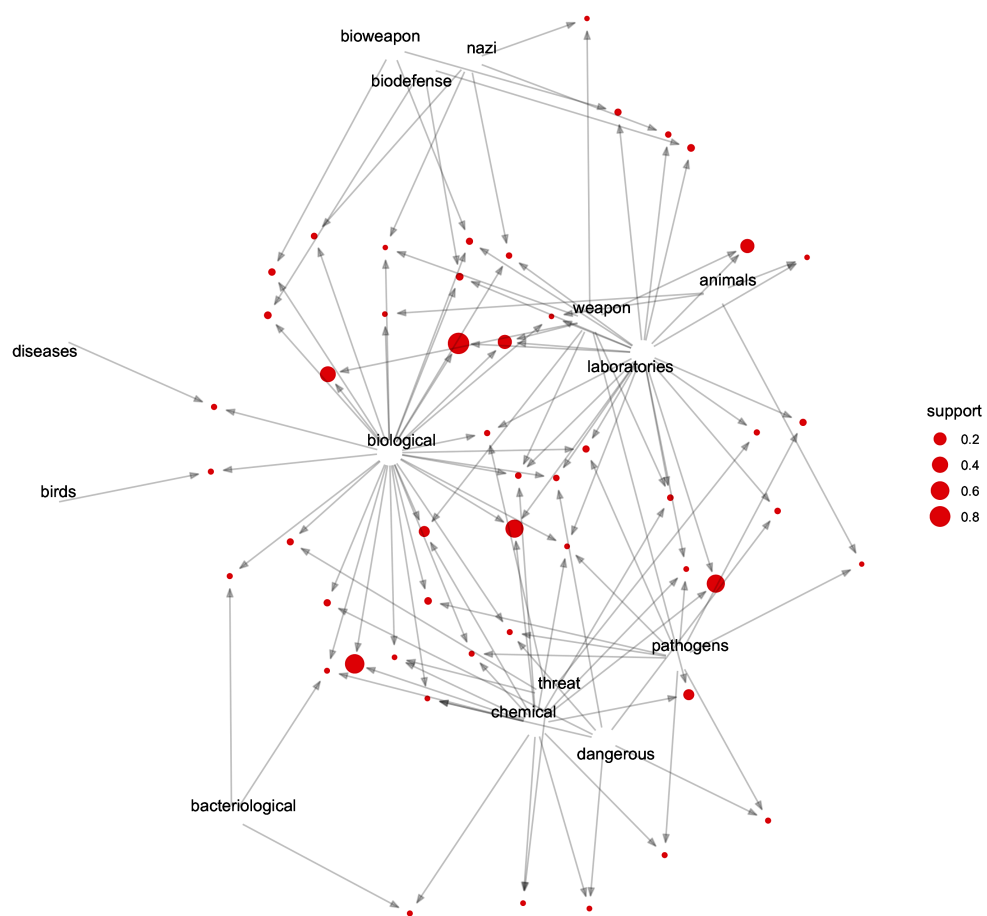 bioweapon
nazi
biodefense
animals
weapon
diseases
laboratories
support
biological
0.2
0.4
birds
0.6
0.8
pathogens
threat
chemical
dangerous
bacteriological